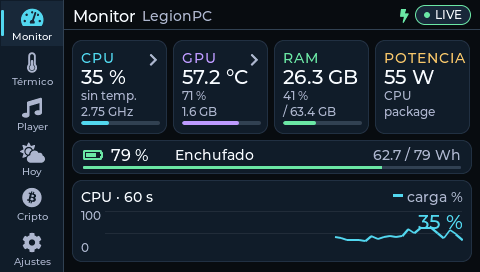 Monitor LegionPC
LIVE
Monitor
Térmico
Player
Hoy
Cripto
Ajustes
CPU
35 %
sin temp.
2.75 GHz
GPU
57.2 °C
71 %
1.6 GB
RAM
26.3 GB
41 %
/ 63.4 GB
POTENCIA
55 W
CPU
package
79 % Enchufado 62.7 / 79 Wh
CPU · 60 s
carga %
100
35 %
0